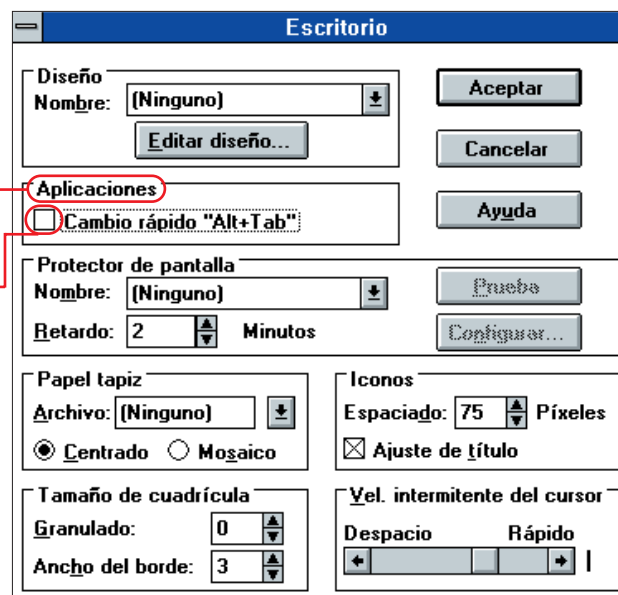 Escritorio
Diseño
Nombre: (Ninguno)
Editar diseño...
Aceptar
Cancelar
Ayuda
Aplicaciones
Cambio rápido "Alt+Tab"
Protector de pantalla
Nombre: (Ninguno)
Retardo: 2 Minutos
Prueba
Configurar...
Papel tapiz
Archivo: (Ninguno)
Centrado Mosaico
Iconos
Espaciado: 75 Píxeles
Ajuste de título
Tamaño de cuadrícula
Granulado: 0
Ancho del borde: 3
Vel. intermitente del cursor
Despacio Rápido